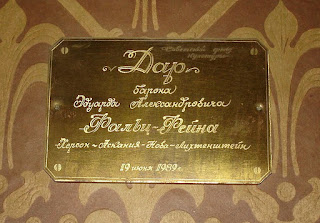 Дар
барона
Эдуарда Александровича
Фальц-Фейна
Херсон-Аскания-Нова-Лихтенштейн
19 июня 1989 г.